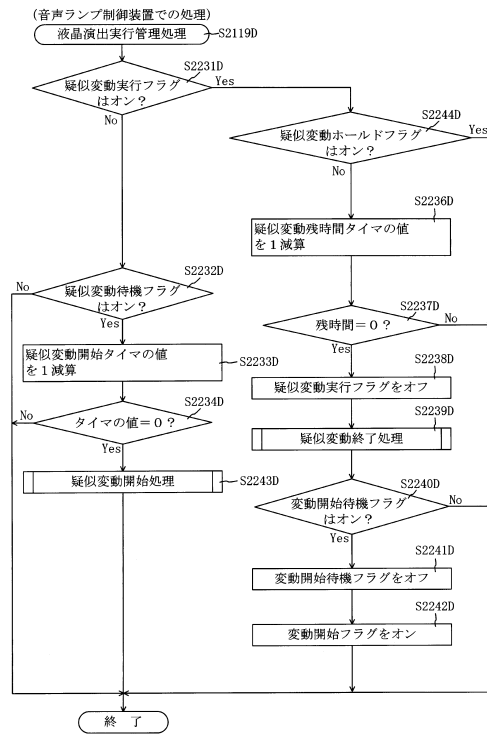 (音声ランプ制御装置での処理)
液晶演出実行管理処理
S2119D
S2231D
疑似変動実行フラグ
はオン？
Yes
No
S2244D
疑似変動ホールドフラグ
はオン？
Yes
No
S2236D
疑似変動残時間タイマの値
を１減算
S2232D
疑似変動待機フラグ
はオン？
No
Yes
S2237D
残時間＝０？
No
Yes
疑似変動開始タイマの値
を１減算
S2233D
S2238D
疑似変動実行フラグをオフ
S2234D
タイマの値＝０？
No
Yes
S2239D
疑似変動終了処理
疑似変動開始処理
S2243D
S2240D
変動開始待機フラグ
はオン？
No
Yes
S2241D
変動開始待機フラグをオフ
S2242D
変動開始フラグをオン
終　了